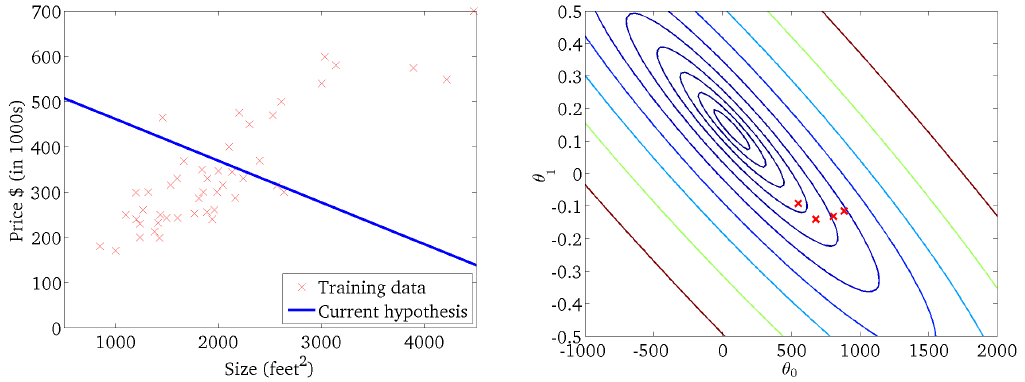 700
600
500
400
300
200
100
0
Price $ (in 1000s)
1000 2000 3000 4000
Size (feet²)
Training data
Current hypothesis
0.5
0.4
0.3
0.2
0.1
0
-0.1
-0.2
-0.3
-0.4
-0.5
θ₁
-1000 -500 0 500 1000 1500 2000
θ₀